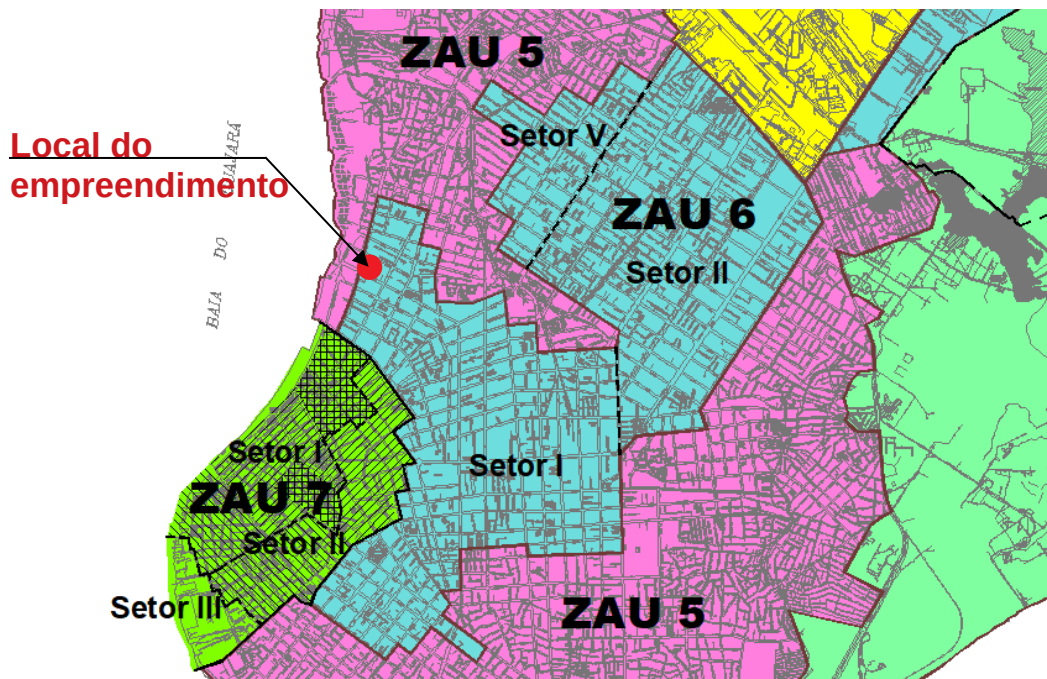 ZAU 5
Setor V
Local do
empreendimento
GUAJARÁ
ZAU 6
DO
Setor II
BAIA
Setor I
Setor I
ZAU 7
Setor II
Setor III
ZAU 5